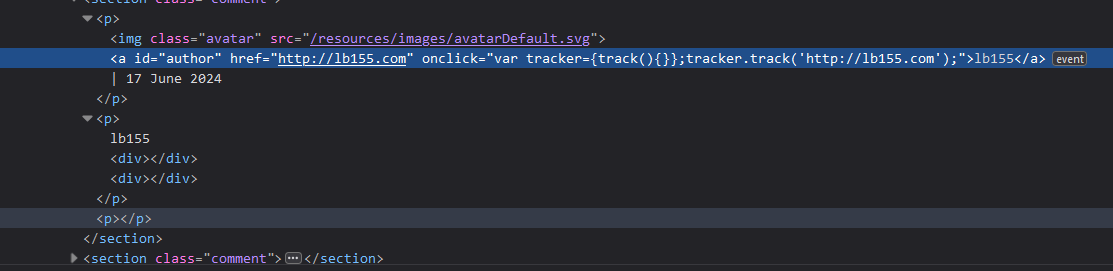 <section class="comment">
<p>
<img class="avatar" src="/resources/images/avatarDefault.svg">
<a id="author" href="http://lb155.com" onclick="var tracker={track(){}};tracker.track('http://lb155.com');">lb155</a> event
| 17 June 2024
</p>
<p>
lb155
<div></div>
<div></div>
</p>
<p></p>
</section>
<section class="comment"> ••• </section>